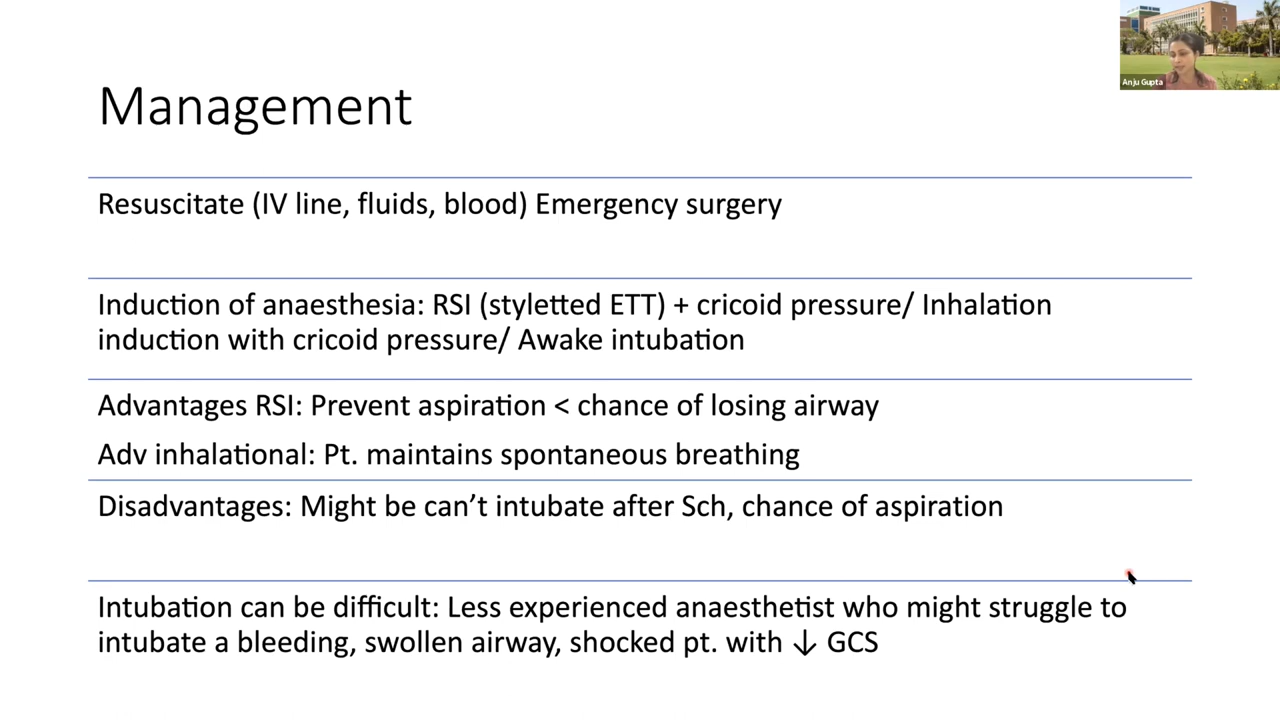 Anju Gupta
Management
Resuscitate (IV line, fluids, blood) Emergency surgery
Induction of anaesthesia: RSI (styletted ETT) + cricoid pressure/ Inhalation
induction with cricoid pressure/ Awake intubation
Advantages RSI: Prevent aspiration < chance of losing airway
Adv inhalational: Pt. maintains spontaneous breathing
Disadvantages: Might be can’t intubate after Sch, chance of aspiration
Intubation can be difficult: Less experienced anaesthetist who might struggle to
intubate a bleeding, swollen airway, shocked pt. with ↓ GCS